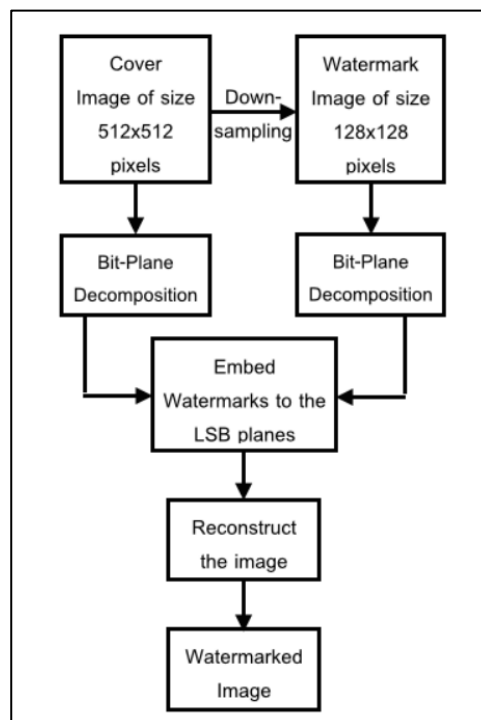 Cover
Image of size
512x512
pixels
Down-
sampling
Watermark
Image of size
128x128
pixels
Bit-Plane
Decomposition
Bit-Plane
Decomposition
Embed
Watermarks to the
LSB planes
Reconstruct
the image
Watermarked
Image